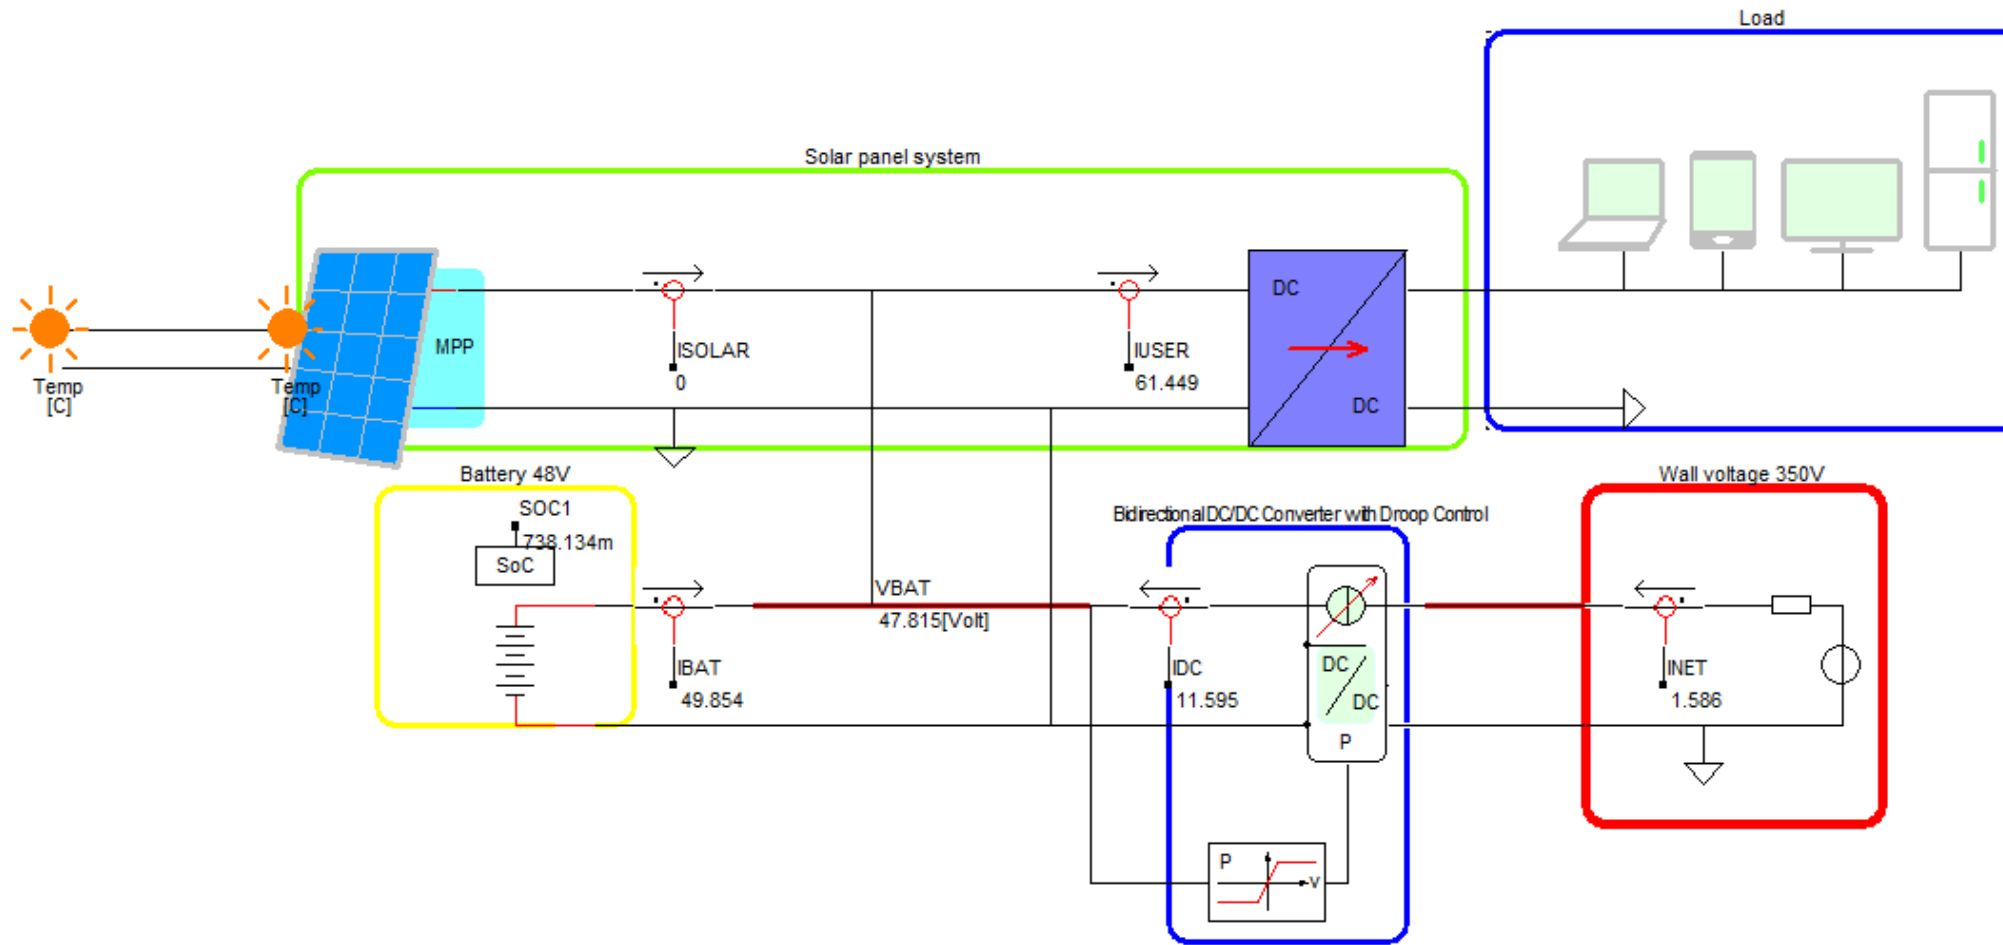 Load
Solar panel system
DC
MPP
ISOLAR
0
IUSER
61.449
DC
Temp
[C]
Temp
[C]
Battery 48V
SOC1
738.134m
SoC
Wall voltage 350V
Bidirectional DC/DC Converter with Droop Control
VBAT
47.815[Volt]
IBAT
49.854
IDC
11.595
DC
DC
P
INET
1.586
P
V